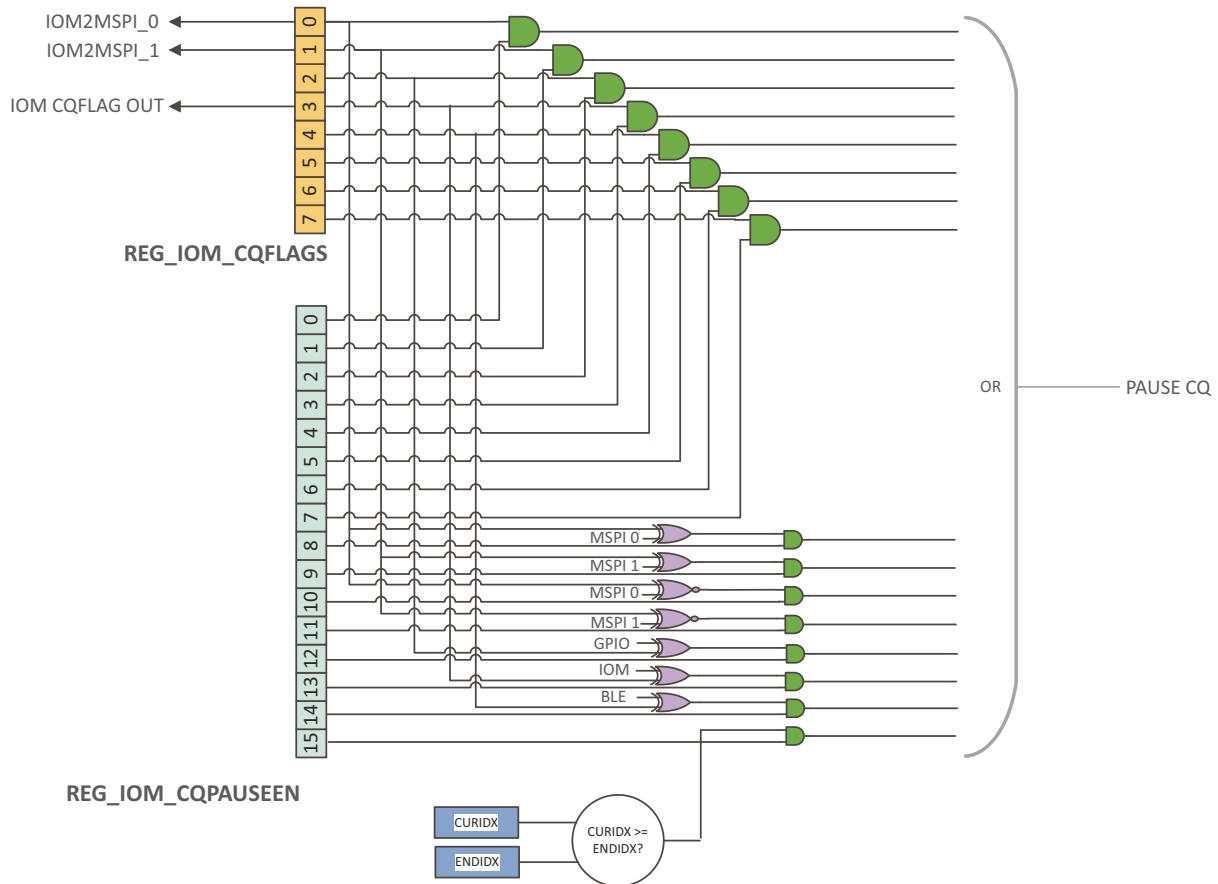 IOM2MSPI_0
IOM2MSPI_1
IOM CQFLAG OUT
0
1
2
3
4
5
6
7
REG_IOM_CQFLAGS
0
1
2
3
4
5
6
7
8
9
10
11
12
13
14
15
REG_IOM_CQPAUSEEN
MSPI 0
MSPI 1
MSPI 0
MSPI 1
GPIO
IOM
BLE
OR
PAUSE CQ
CURIDX
ENDIDX
CURIDX >=
ENDIDX?